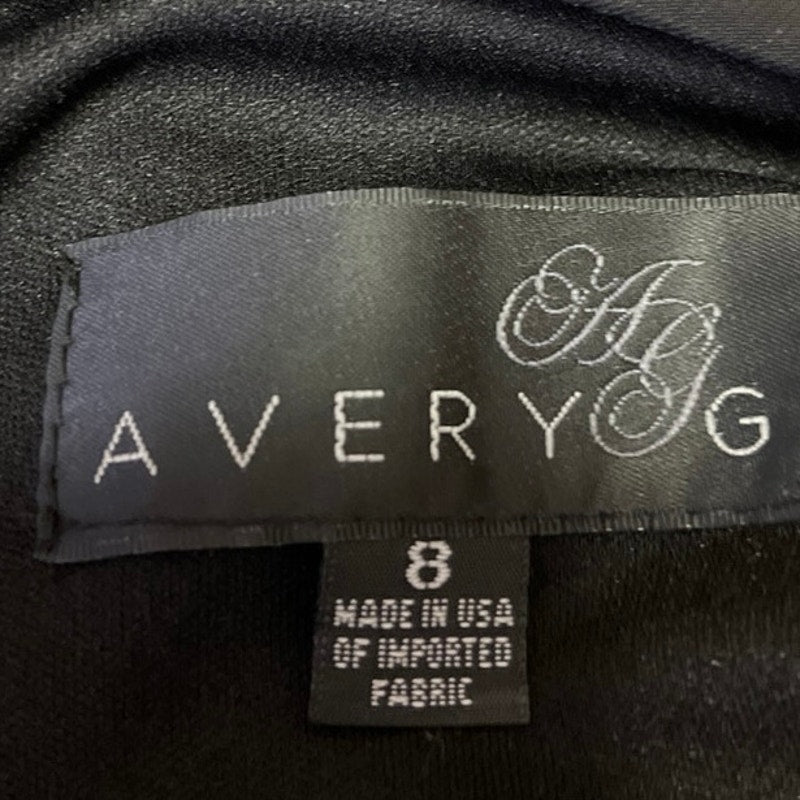 AG
AVERY G
8
MADE IN USA
OF IMPORTED
FABRIC